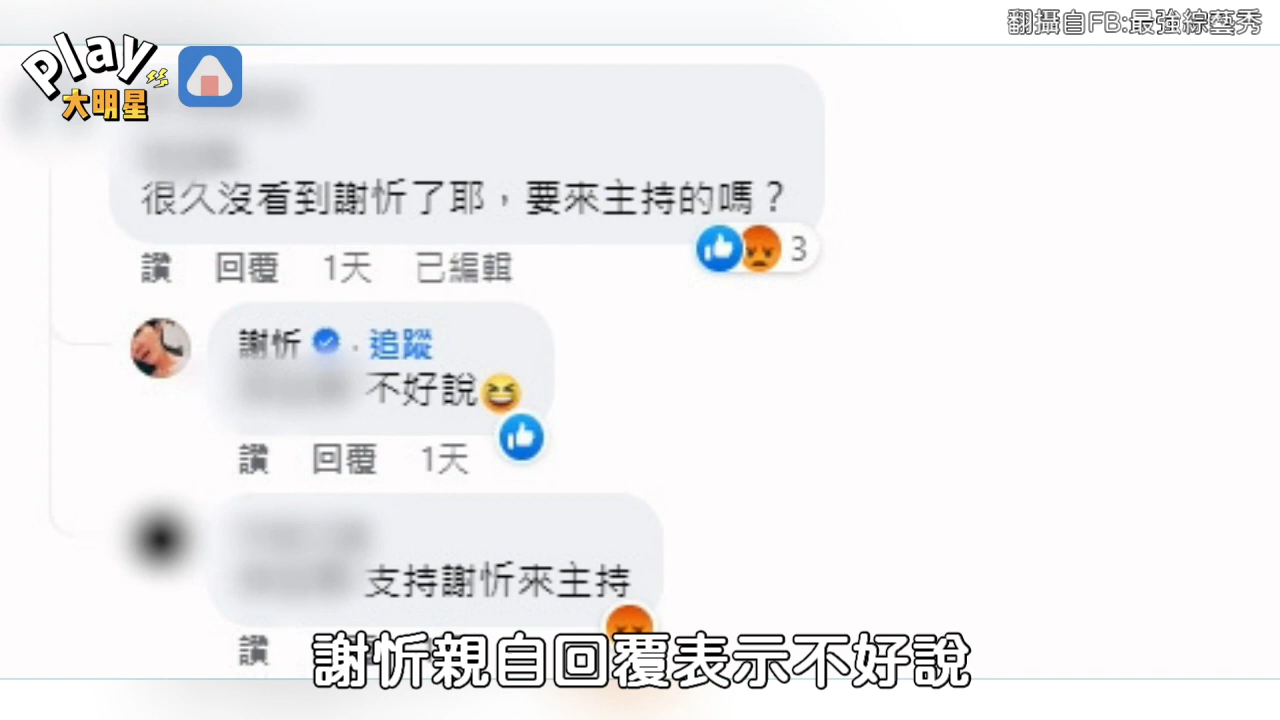 翻攝自FB:最強綜藝秀
Play
大明星
很久沒看到謝忻了耶，要來主持的嗎？
讚 回覆 1天 已編輯
3
謝忻 · 追蹤
不好說
讚 回覆 1天
支持謝忻來主持
讚
謝忻親自回覆表示不好說